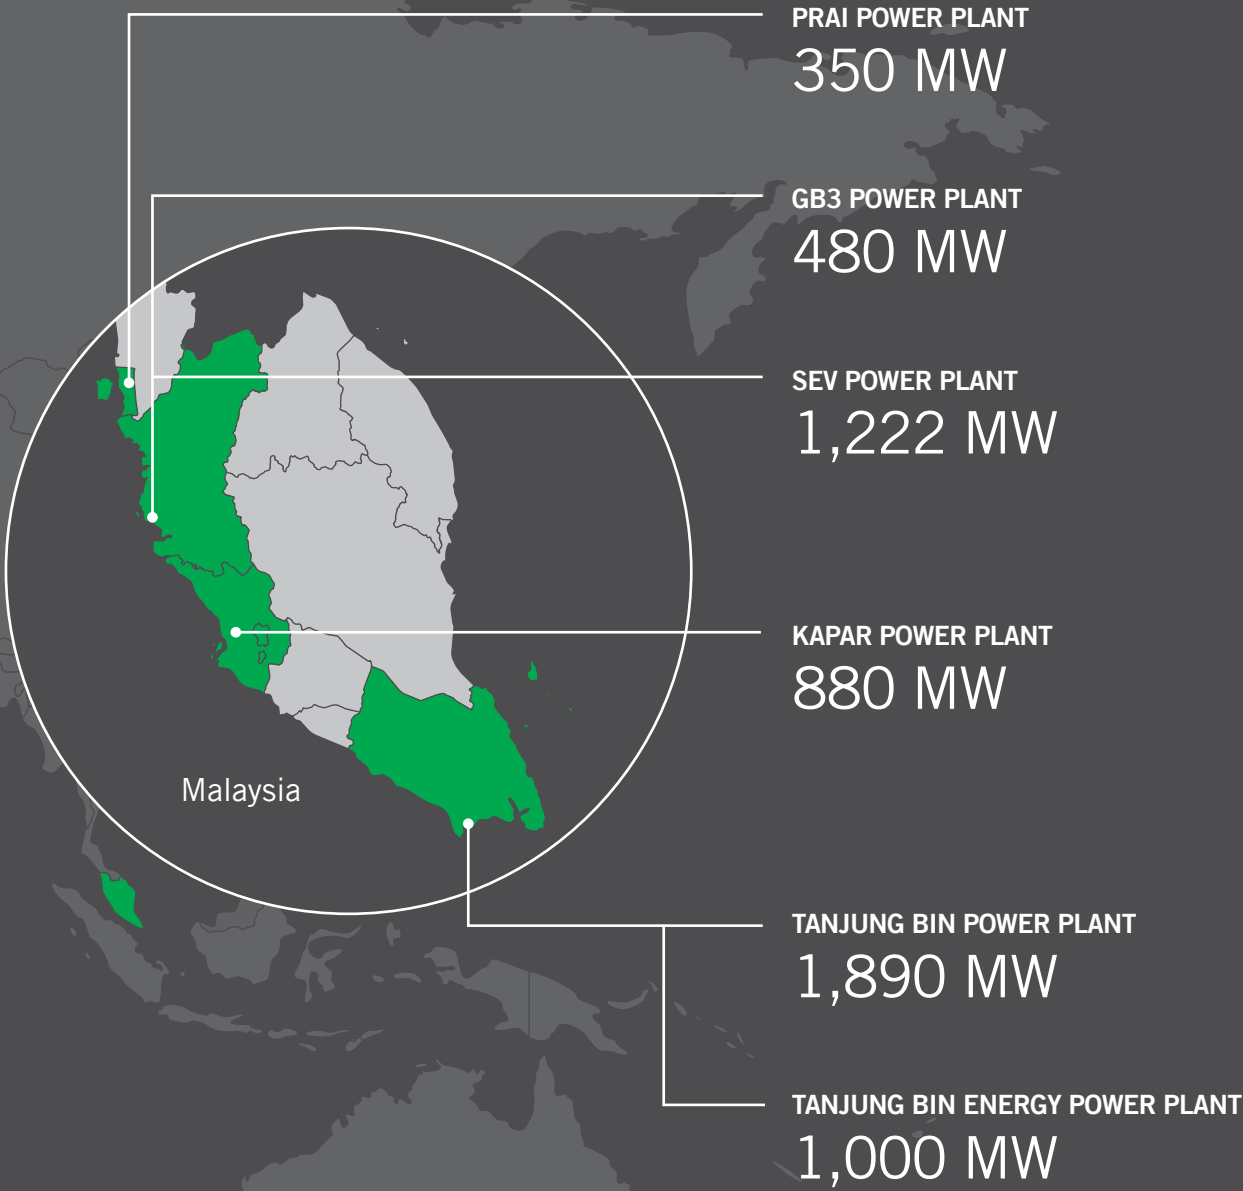 PRAI POWER PLANT
350 MW
GB3 POWER PLANT
480 MW
SEV POWER PLANT
1,222 MW
KAPAR POWER PLANT
880 MW
Malaysia
TANJUNG BIN POWER PLANT
1,890 MW
TANJUNG BIN ENERGY POWER PLANT
1,000 MW